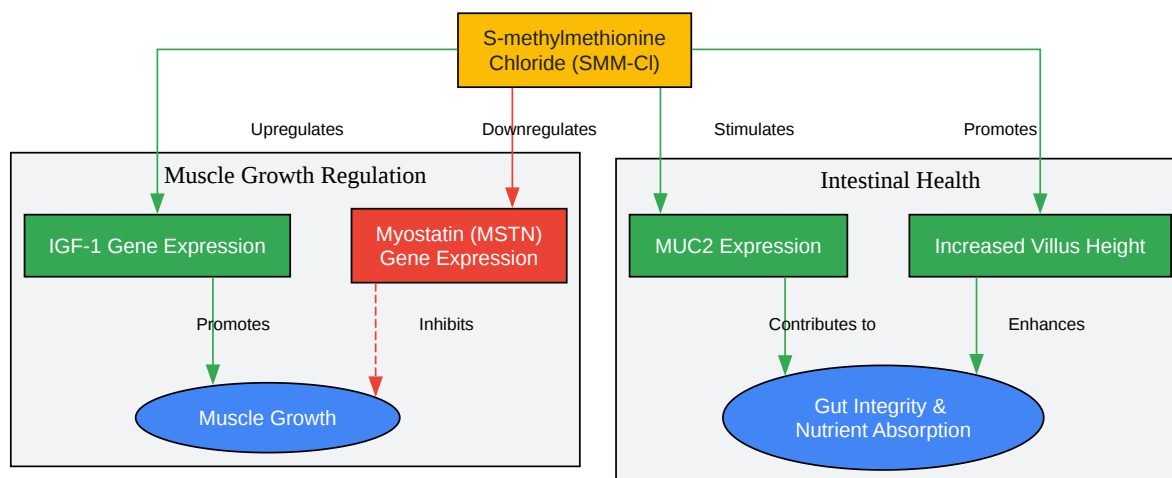 S-methylmethionine
Chloride (SMM-Cl)
Upregulates
Downregulates
Stimulates
Promotes
Muscle Growth Regulation
Intestinal Health
IGF-1 Gene Expression
Myostatin (MSTN)
Gene Expression
MUC2 Expression
Increased Villus Height
Promotes
Inhibits
Contributes to
Enhances
Muscle Growth
Gut Integrity &
Nutrient Absorption